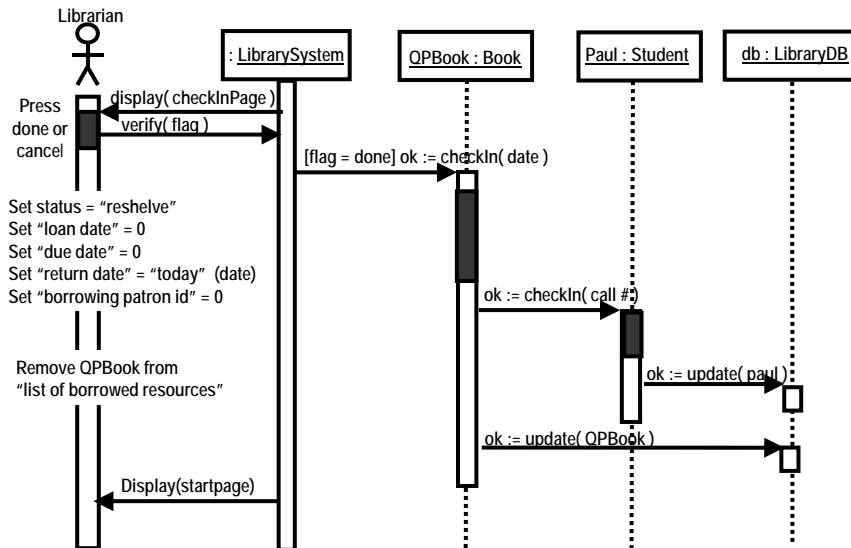 Librarian
: LibrarySystem
QPBook : Book
Paul : Student
db : LibraryDB
display( checkInPage )
Press
done or
cancel
verify( flag )
[flag = done] ok := checkIn( date )
Set status = “reshelve”
Set “loan date” = 0
Set “due date” = 0
Set “return date” = “today” (date)
Set “borrowing patron id” = 0
ok := checkIn( call # )
Remove QPBook from
“list of borrowed resources”
ok := update( paul )
ok := update( QPBook )
Display(startpage)